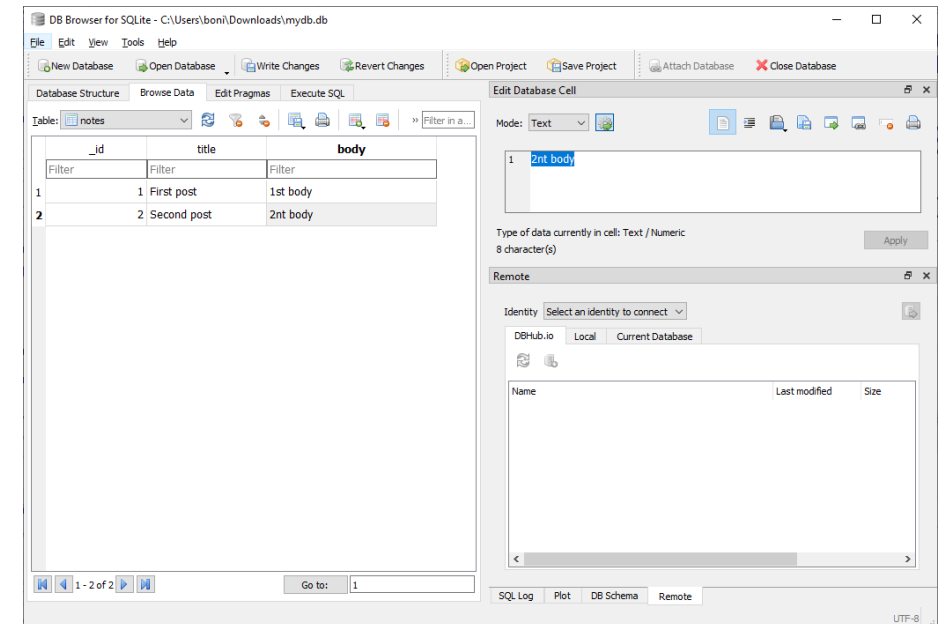 DB Browser for SQLite - C:\Users\boni\Downloads\mydb.db
File Edit View Tools Help
New Database Open Database Write Changes Revert Changes Open Project Save Project Attach Database Close Database
Database Structure Browse Data Edit Pragmas Execute SQL
Table: notes » Filter in a...
_id title body
Filter Filter Filter
1 1 First post 1st body
2 2 Second post 2nt body
1 - 2 of 2 Go to: 1
Edit Database Cell
Mode: Text
1 2nt body
Type of data currently in cell: Text / Numeric
8 character(s)
Apply
Remote
Identity Select an identity to connect
DBHub.io Local Current Database
Name Last modified Size
SQL Log Plot DB Schema Remote
UTF-8